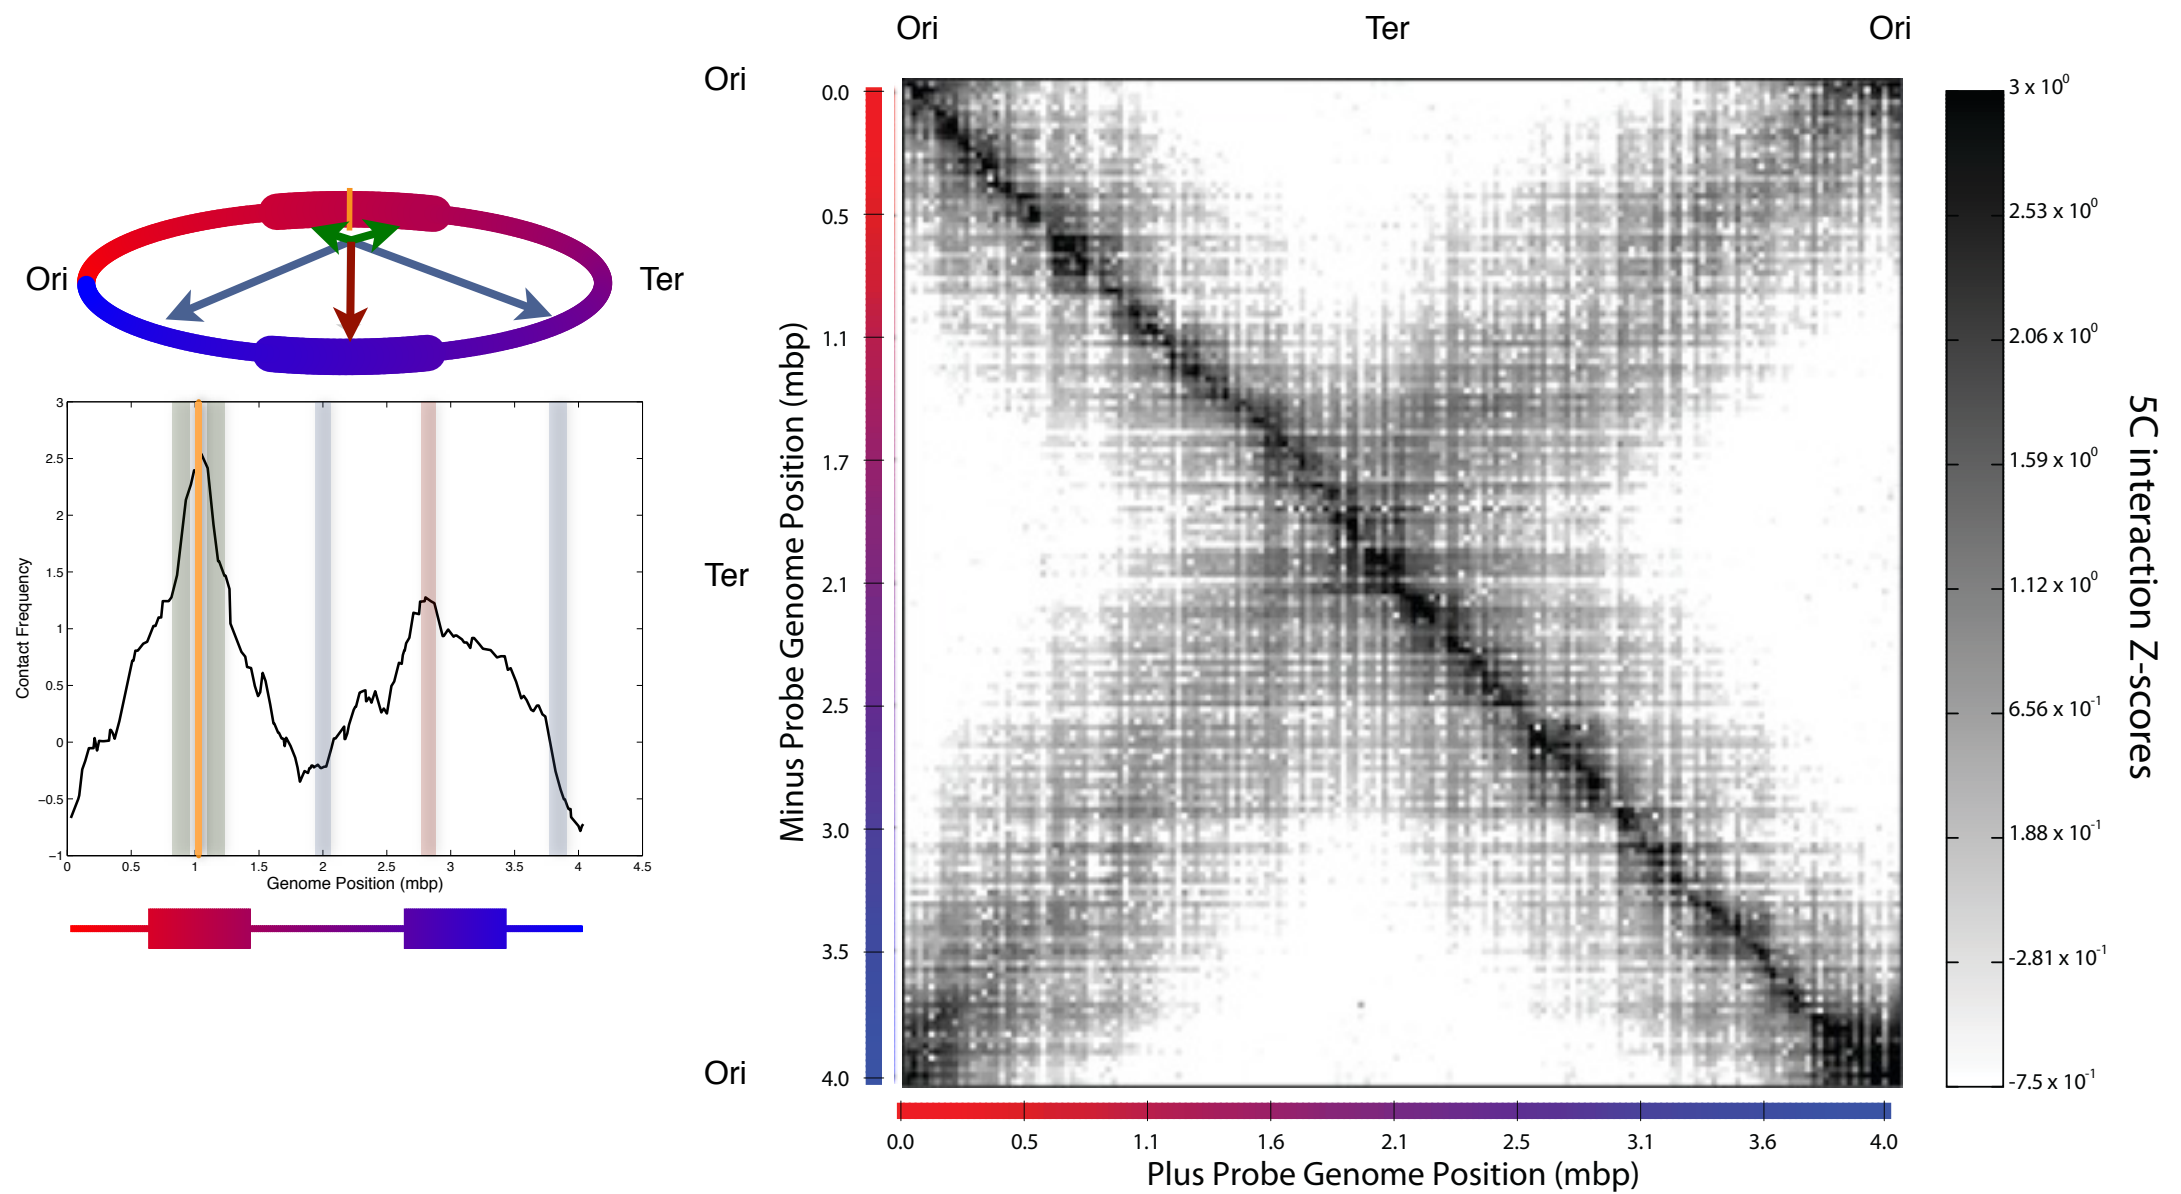 Ori
Ter
Ori
Ori
0.0
0.5
1.1
1.7
2.1
2.5
3.0
3.5
4.0
Minus Probe Genome Position (mbp)
Ter
Ori
0.0
0.5
1.1
1.6
2.1
2.5
3.1
3.6
4.0
Plus Probe Genome Position (mbp)
3 x 10^0
2.53 x 10^0
2.06 x 10^0
1.59 x 10^0
1.12 x 10^0
6.56 x 10^-1
1.88 x 10^-1
-2.81 x 10^-1
-7.5 x 10^-1
5C interaction Z-scores
Ori
Ter
3
2.5
2
1.5
1
0.5
0
−0.5
−1
Contact Frequency
0
0.5
1
1.5
2
2.5
3
3.5
4
4.5
Genome Position (mbp)